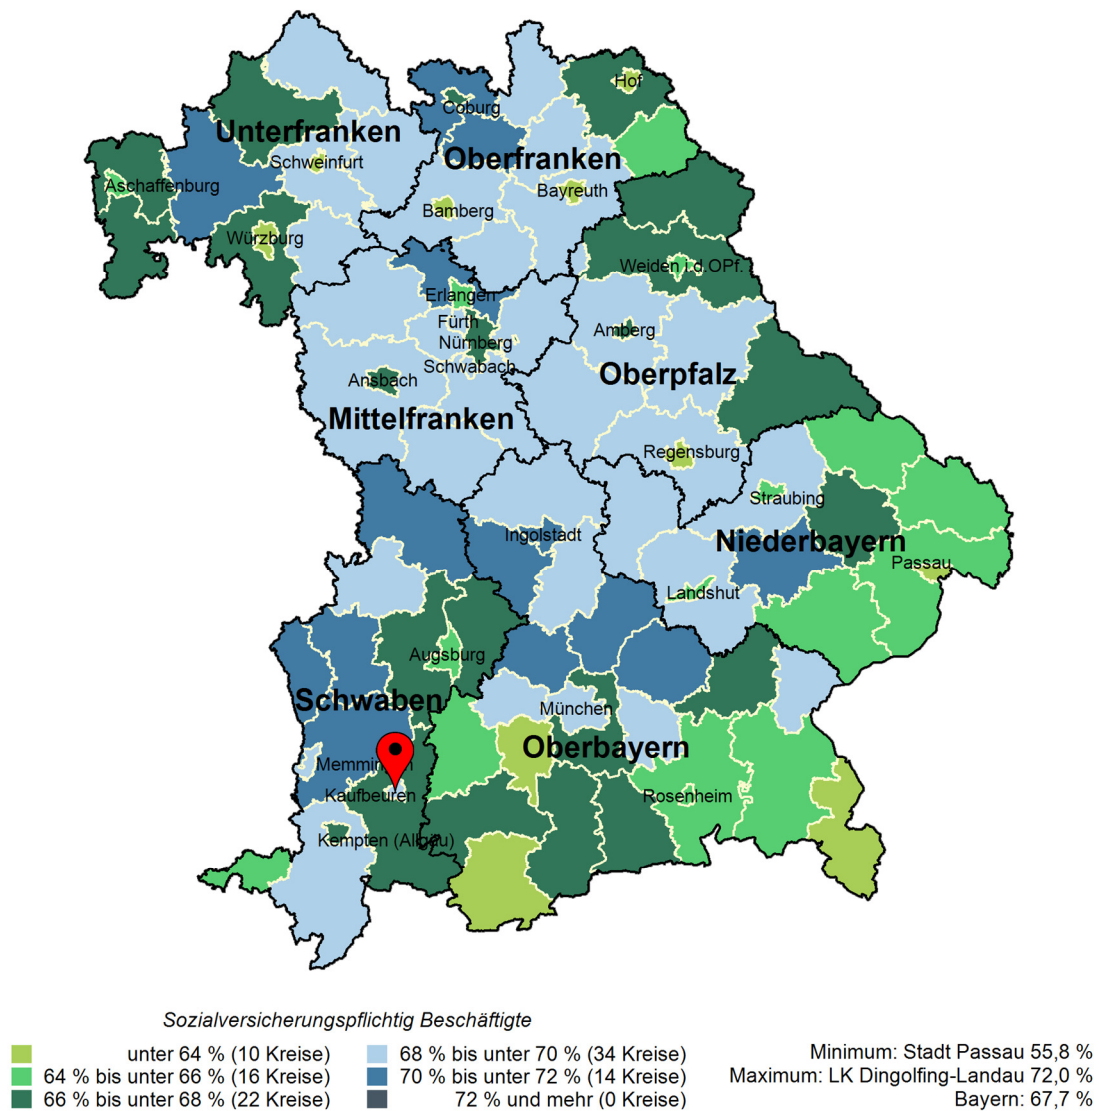 Hof
Coburg
Unterfranken
Oberfranken
Schweinfurt
Aschaffenburg
Bayreuth
Bamberg
Würzburg
Weiden i.d.OPf.
Erlangen
Fürth
Amberg
Nürnberg
Schwabach
Oberpfalz
Ansbach
Mittelfranken
Regensburg
Straubing
Ingolstadt
Niederbayern
Passau
Landshut
Augsburg
Schwaben
München
Oberbayern
Kaufbeuren
Rosenheim
Kempten (Allgäu)
Sozialversicherungspflichtig Beschäftigte
unter 64 % (10 Kreise)
64 % bis unter 66 % (16 Kreise)
66 % bis unter 68 % (22 Kreise)
68 % bis unter 70 % (34 Kreise)
70 % bis unter 72 % (14 Kreise)
72 % und mehr (0 Kreise)
Minimum: Stadt Passau 55,8 %
Maximum: LK Dingolfing-Landau 72,0 %
Bayern: 67,7 %